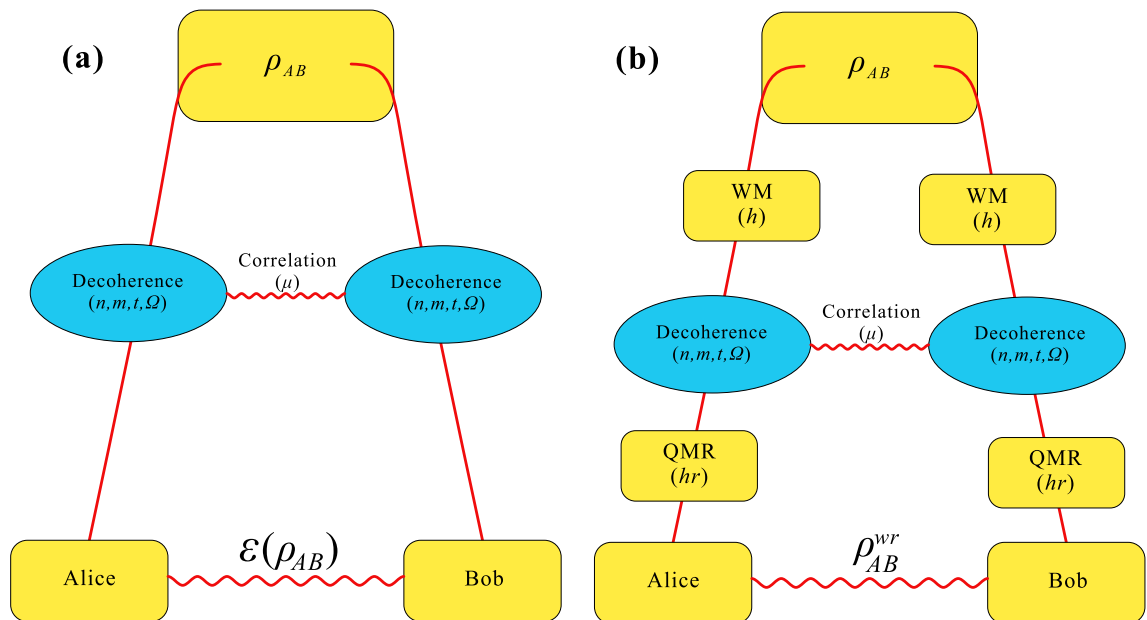 (a)
ρ_AB
Decoherence
(n,m,t,Ω)
Correlation
(μ)
Decoherence
(n,m,t,Ω)
Alice
ε(ρ_AB)
Bob
(b)
ρ_AB
WM
(h)
WM
(h)
Decoherence
(n,m,t,Ω)
Correlation
(μ)
Decoherence
(n,m,t,Ω)
QMR
(hr)
QMR
(hr)
Alice
ρ_AB^wr
Bob